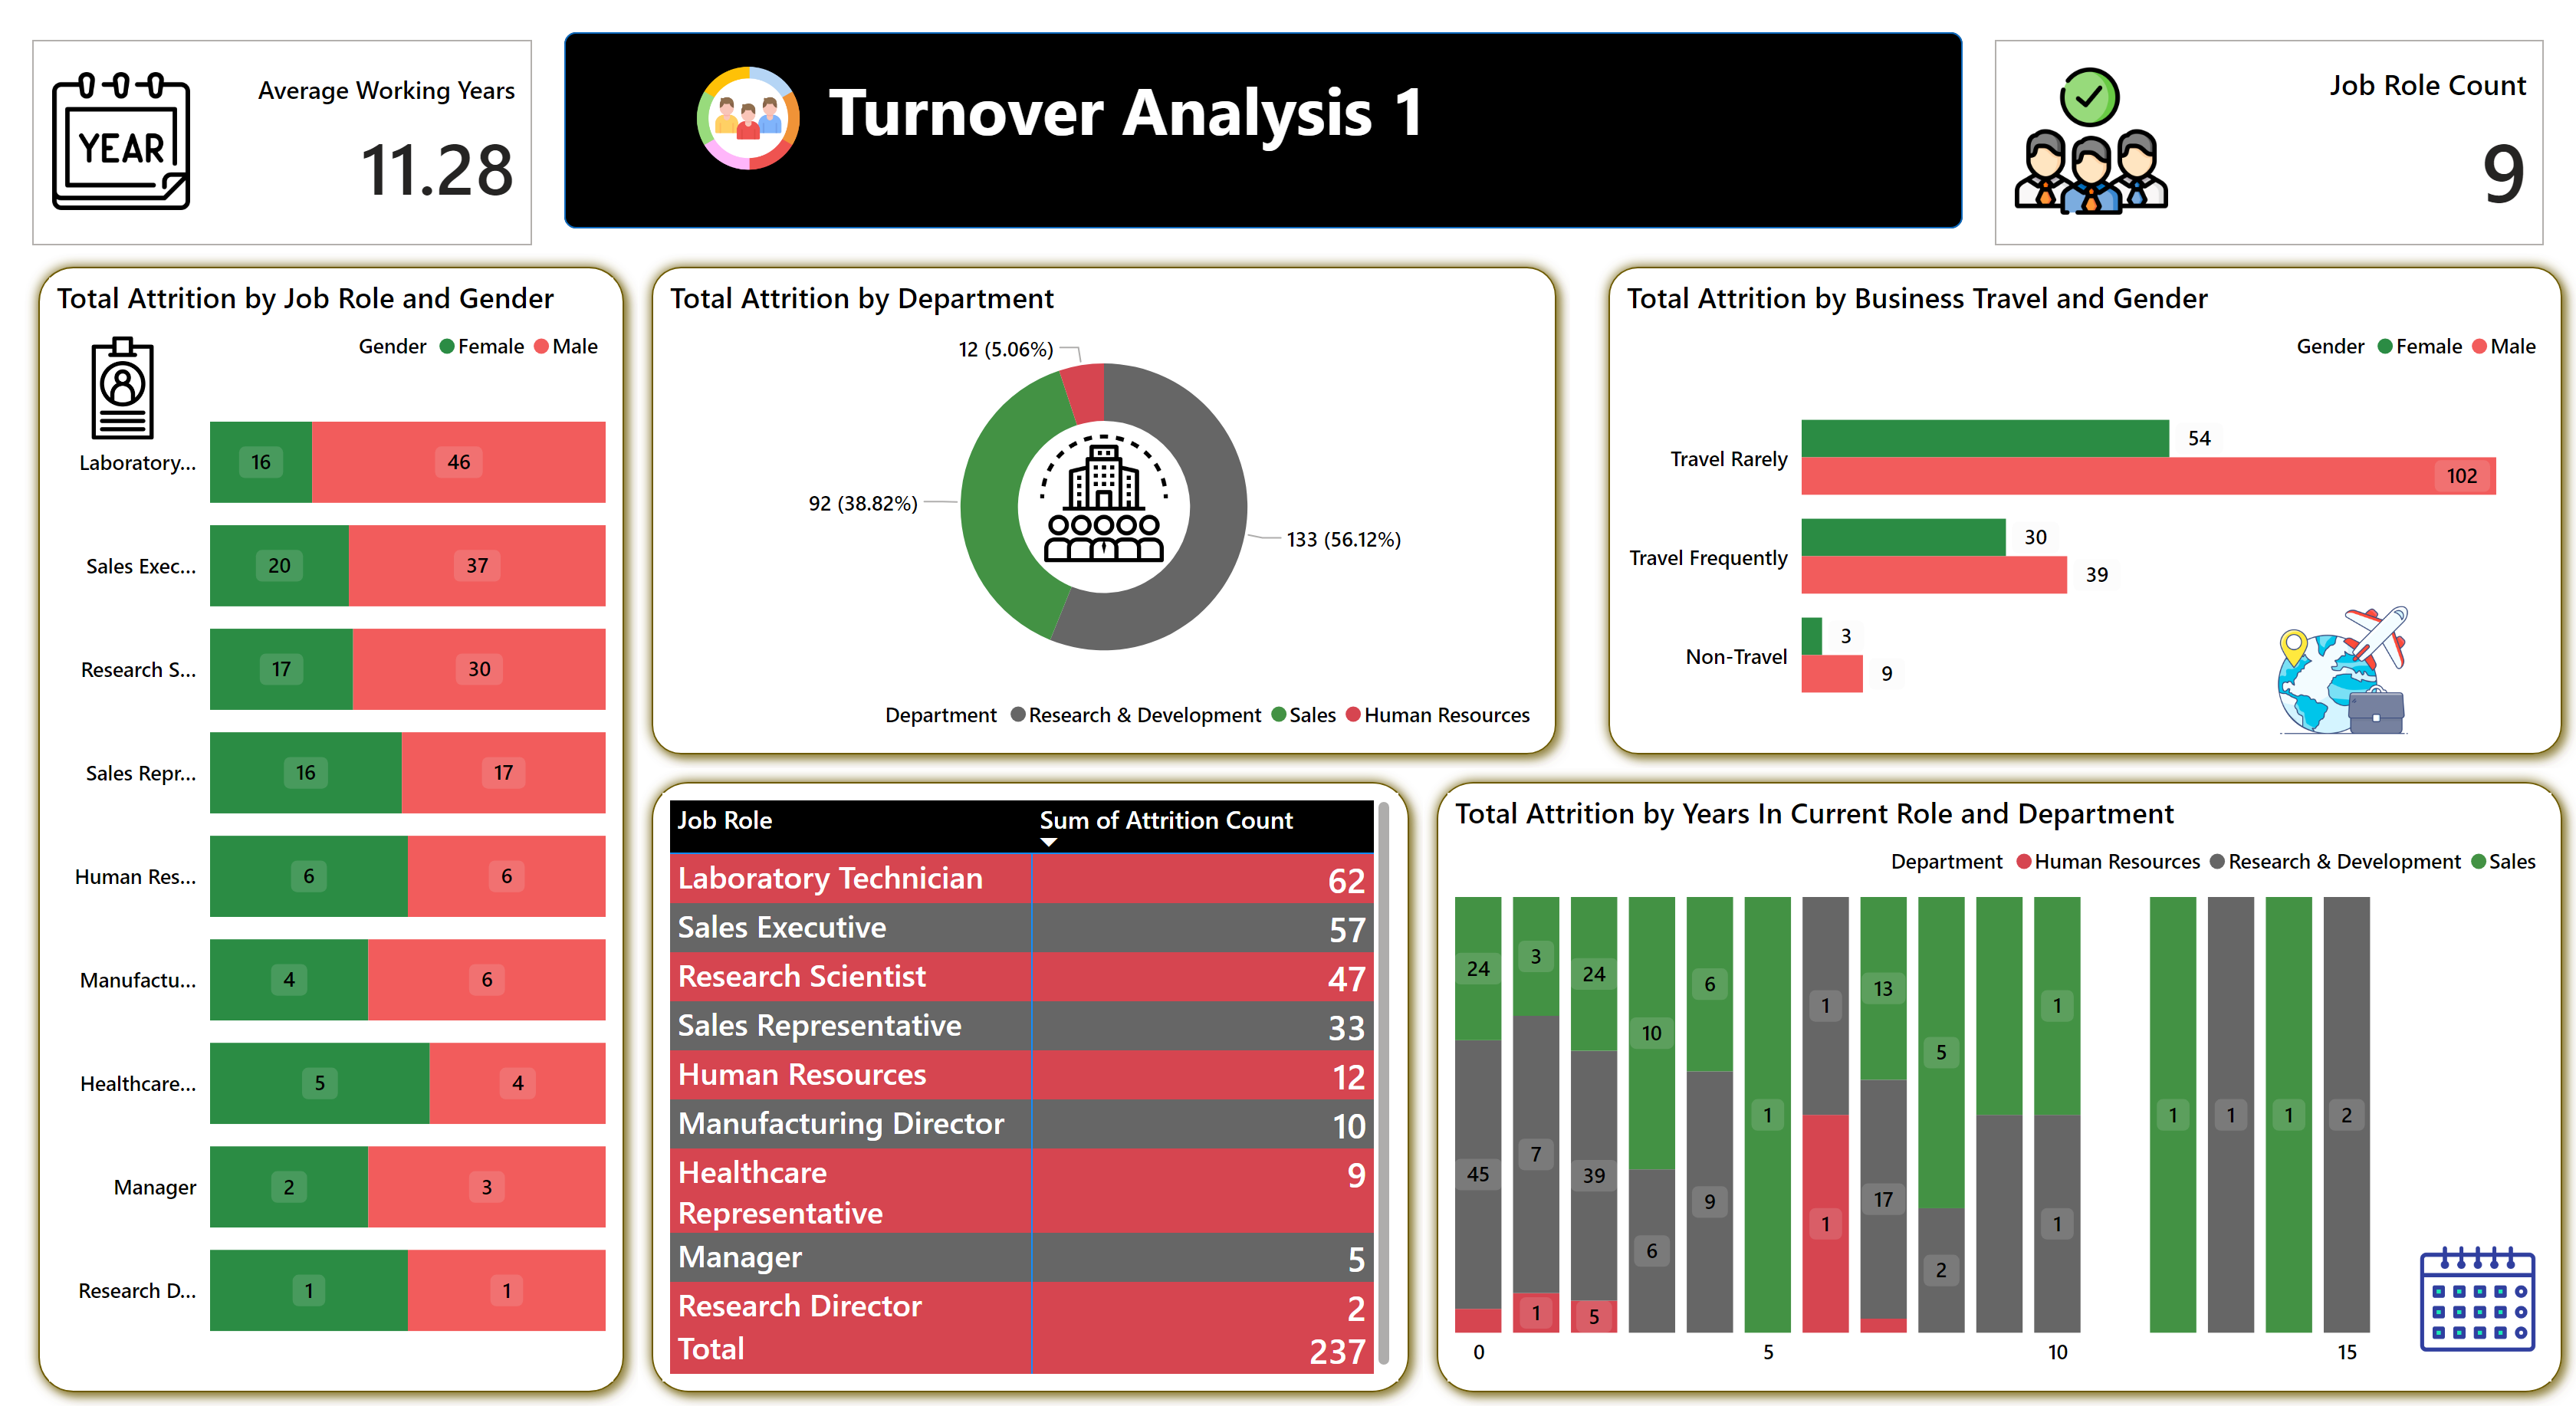 YEAR
Average Working Years
11.28
Turnover Analysis 1
Job Role Count
9
Total Attrition by Job Role and Gender
Gender Female Male
Laboratory... 16 46
Sales Exec... 20 37
Research S... 17 30
Sales Repr... 16 17
Human Res... 6 6
Manufactu... 4 6
Healthcare... 5 4
Manager 2 3
Research D... 1 1
Total Attrition by Department
12 (5.06%)
92 (38.82%)
133 (56.12%)
Department Research & Development Sales Human Resources
Total Attrition by Business Travel and Gender
Gender Female Male
Travel Rarely 54
102
Travel Frequently 30
39
Non-Travel 3
9
Job Role Sum of Attrition Count
Laboratory Technician 62
Sales Executive 57
Research Scientist 47
Sales Representative 33
Human Resources 12
Manufacturing Director 10
Healthcare 9
Representative
Manager 5
Research Director 2
Total 237
Total Attrition by Years In Current Role and Department
Department Human Resources Research & Development Sales
24 3 24 10 6 1 1 13 5 1 1 1 1 2
45 7 39 6 9 1 17 2 1
1 5
0 5 10 15